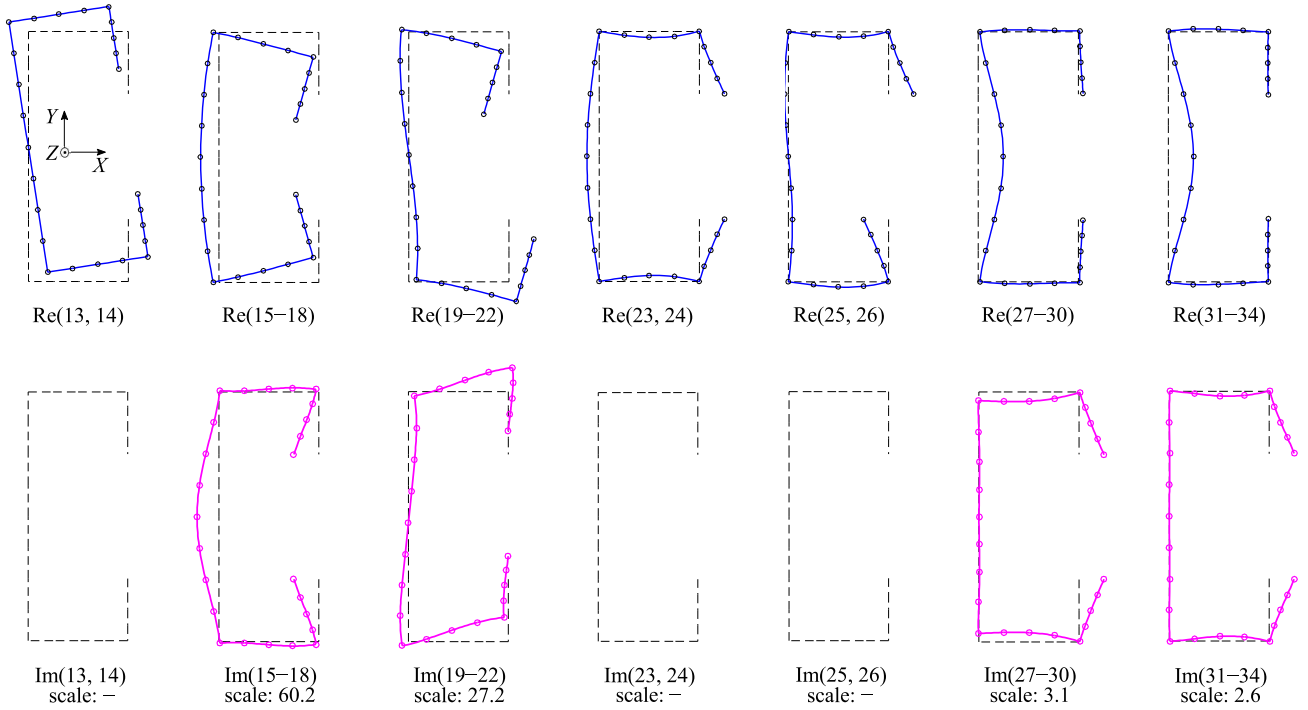 Y
Z
X
Re(13, 14)
Re(15−18)
Re(19−22)
Re(23, 24)
Re(25, 26)
Re(27−30)
Re(31−34)
Im(13, 14)
scale: −
Im(15−18)
scale: 60.2
Im(19−22)
scale: 27.2
Im(23, 24)
scale: −
Im(25, 26)
scale: −
Im(27−30)
scale: 3.1
Im(31−34)
scale: 2.6